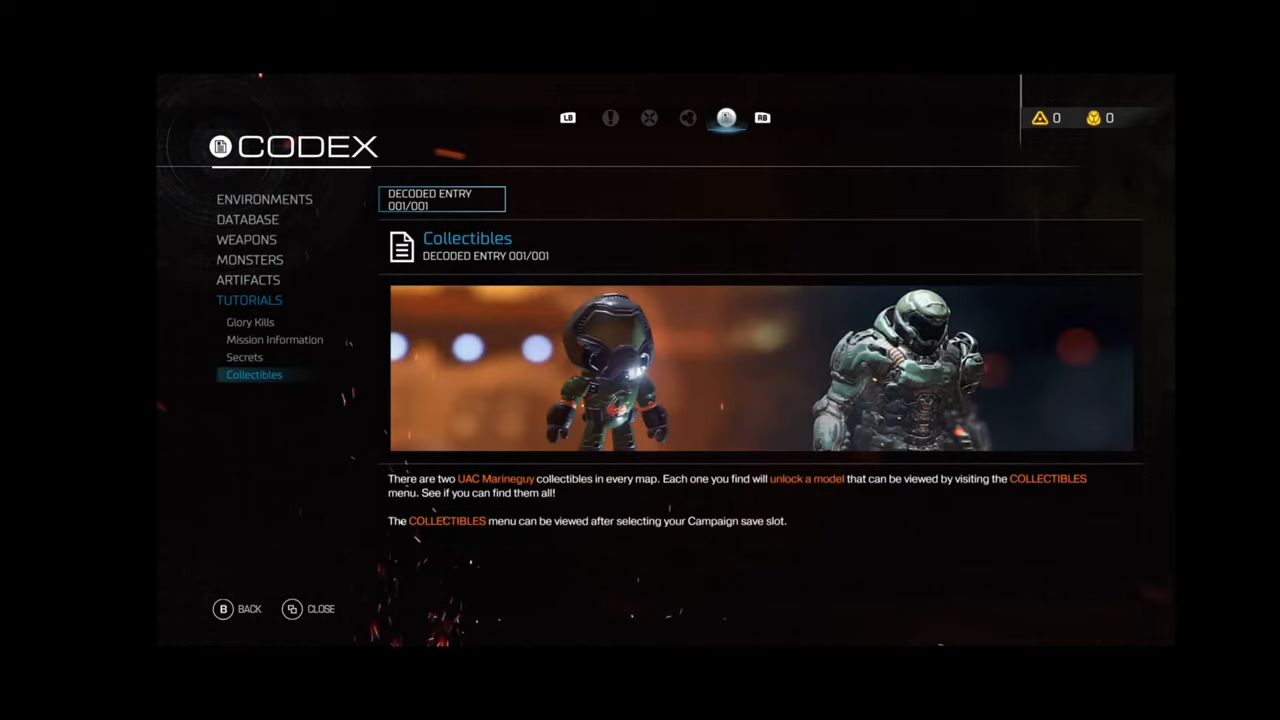 LB
RB
0
0
CODEX
ENVIRONMENTS
DATABASE
WEAPONS
MONSTERS
ARTIFACTS
TUTORIALS
Glory Kills
Mission Information
Secrets
Collectibles
DECODED ENTRY
001/001
Collectibles
DECODED ENTRY 001/001
There are two UAC Marineguy collectibles in every map. Each one you find will unlock a model that can be viewed by visiting the COLLECTIBLES
menu. See if you can find them all!
The COLLECTIBLES menu can be viewed after selecting your Campaign save slot.
B BACK
CLOSE